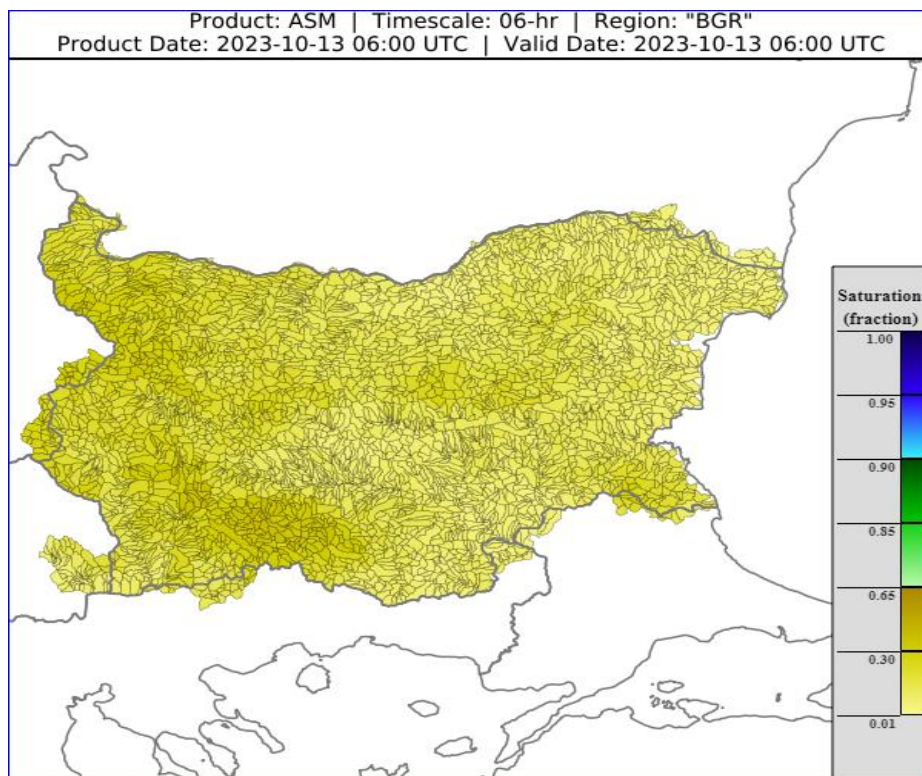 Product: ASM | Timescale: 06-hr | Region: "BGR"
Product Date: 2023-10-13 06:00 UTC | Valid Date: 2023-10-13 06:00 UTC
Saturation
(fraction)
1.00
0.95
0.90
0.85
0.65
0.30
0.01